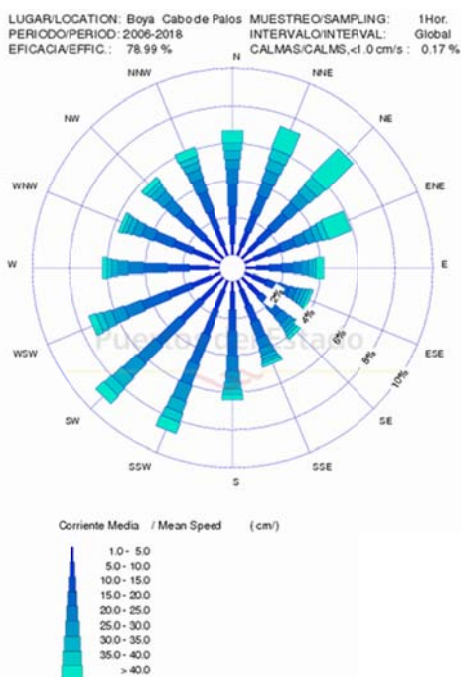 LUGAR/LOCATION: Boya Cabo de Palos MUESTREO/SAMPLING: 1Hor.
PERIODO/PERIOD: 2006-2018 INTERVALO/INTERVAL: Global
EFICACIA/EFFIC.: 78.99 % CALMAS/CALMS,<1.0 cm/s : 0.17 %
N
NNW NNE
NW NE
WNW ENE
W E
2%
4%
6%
8%
10%
Puertos del Estado
WSW ESE
SW SE
SSW SSE
S
Corriente Media / Mean Speed (cm/)
1.0 - 5.0
5.0 - 10.0
10.0 - 15.0
15.0 - 20.0
20.0 - 25.0
25.0 - 30.0
30.0 - 35.0
35.0 - 40.0
> 40.0